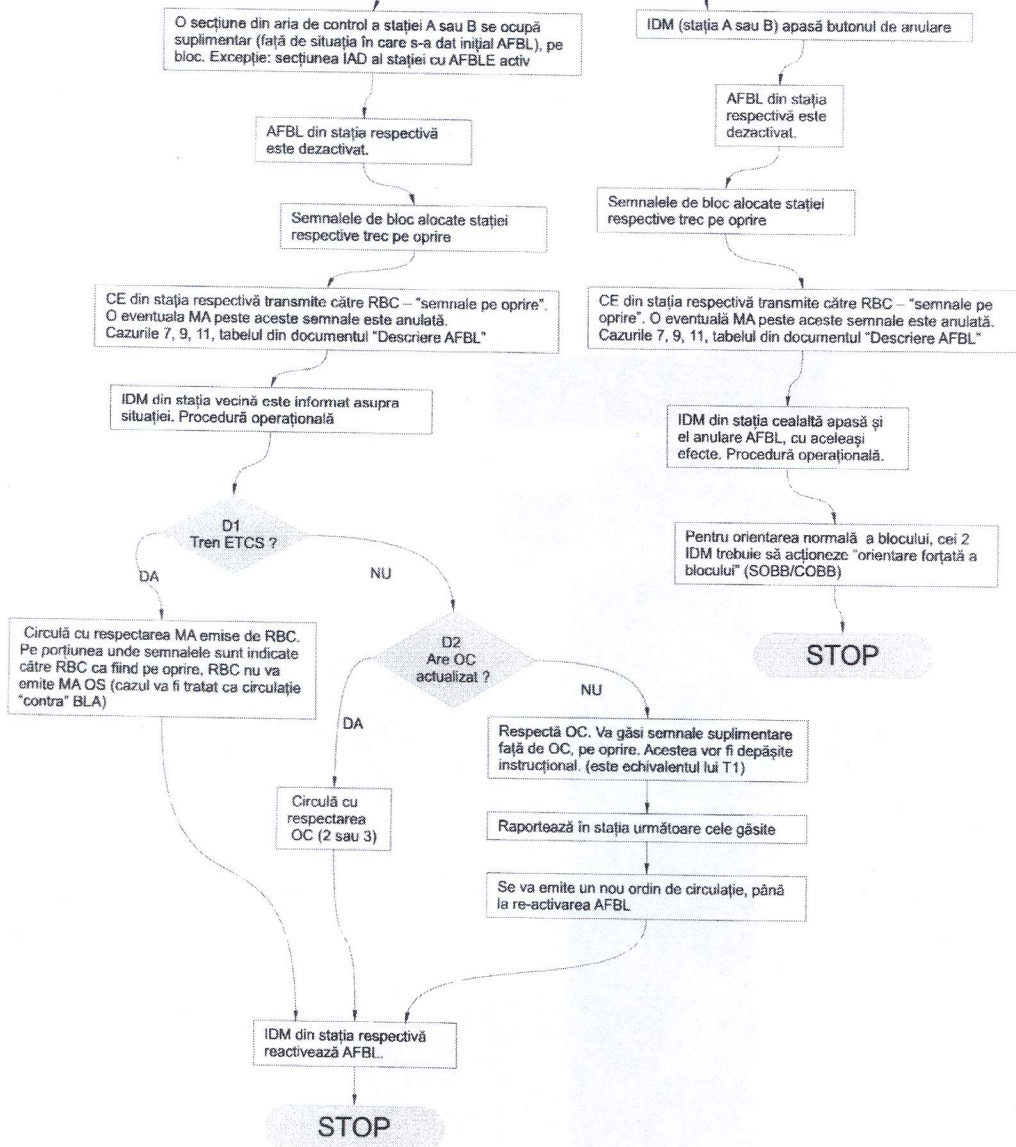 O secțiune din aria de control a stației A sau B se ocupă
suplimentar (față de situația în care s-a dat inițial AFBL), pe
bloc. Excepție: secțiunea IAD al stației cu AFBLE activ
AFBL din stația respectivă
este dezactivat.
Semnalele de bloc alocate stației
respective trec pe oprire
CE din stația respectivă transmite către RBC – "semnale pe oprire".
O eventuala MA peste aceste semnale este anulată.
Cazurile 7, 9, 11, tabelul din documentul "Descriere AFBL"
IDM din stația vecină este informat asupra
situației. Procedură operațională
D1
Tren ETCS ?
DA
NU
Circulă cu respectarea MA emise de RBC.
Pe porțiunea unde semnalele sunt indicate
către RBC ca fiind pe oprire, RBC nu va
emite MA OS (cazul va fi tratat ca circulație
"contra" BLA)
D2
Are OC
actualizat ?
DA
NU
Circulă cu
respectarea
OC (2 sau 3)
Respectă OC. Va găsi semnale suplimentare
față de OC, pe oprire. Acestea vor fi depășite
instrucțional. (este echivalentul lui T1)
Raportează în stația următoare cele găsite
Se va emite un nou ordin de circulație, până
la re-activarea AFBL
IDM din stația respectivă
reactivează AFBL.
STOP
IDM (stația A sau B) apasă butonul de anulare
AFBL din stația
respectivă este
dezactivat.
Semnalele de bloc alocate stației
respective trec pe oprire
CE din stația respectivă transmite către RBC – "semnale pe
oprire". O eventuală MA peste aceste semnale este anulată.
Cazurile 7, 9, 11, tabelul din documentul "Descriere AFBL"
IDM din stația cealaltă apasă și
el anulare AFBL, cu aceleași
efecte. Procedură operațională.
Pentru orientarea normală a blocului, cei 2
IDM trebuie să acționeze "orientare forțată a
blocului" (SOBB/COBB)
STOP